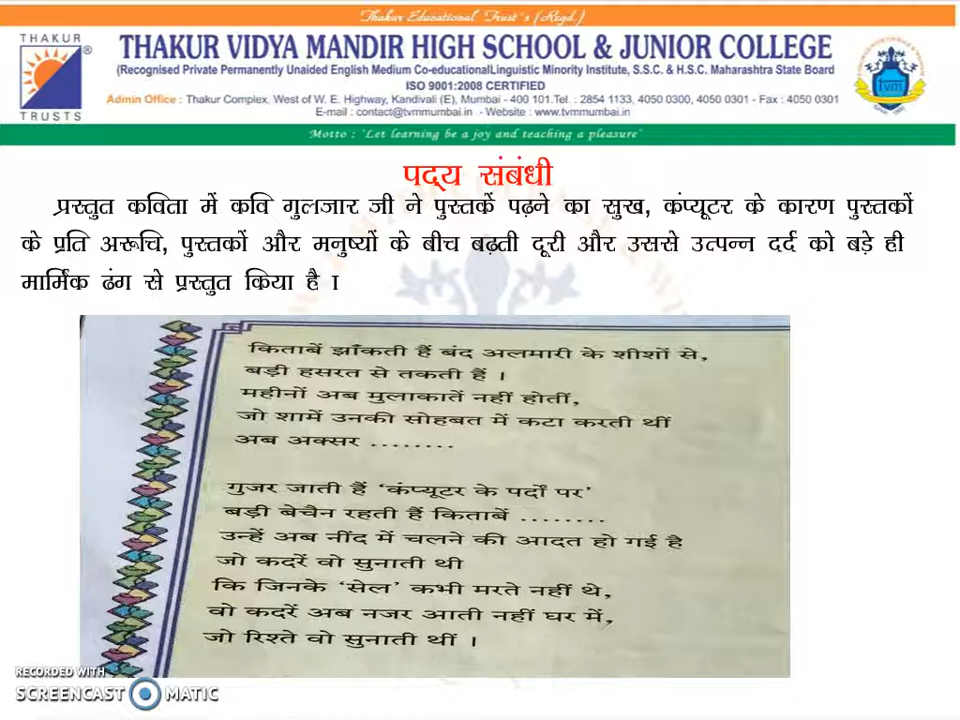 Thakur Educational Trust's (Regd.)
THAKUR
TRUSTS
®
THAKUR VIDYA MANDIR HIGH SCHOOL & JUNIOR COLLEGE
(Recognised Private Permanently Unaided English Medium Co-educationalLinguistic Minority Institute, S.S.C. & H.S.C. Maharashtra State Board
ISO 9001:2008 CERTIFIED
Admin Office : Thakur Complex, West of W. E. Highway, Kandivali (E), Mumbai - 400 101.Tel. : 2854 1133, 4050 0300, 4050 0301 - Fax : 4050 0301
E-mail : contact@tvmmumbai.in - Website : www.tvmmumbai.in
tvm
Motto : "Let learning be a joy and teaching a pleasure"
पद्य संबंधी
प्रस्तुत कविता में कवि गुलजार जी ने पुस्तकें पढ़ने का सुख, कंप्यूटर के कारण पुस्तकों
के प्रति अरूचि, पुस्तकों और मनुष्यों के बीच बढ़ती दूरी और उससे उत्पन्न दर्द को बड़े ही
मार्मिक ढंग से प्रस्तुत किया है ।
किताबें झाँकती हैं बंद अलमारी के शीशों से,
बड़ी हसरत से तकती हैं ।
महीनों अब मुलाकातें नहीं होतीं,
जो शामें उनकी सोहबत में कटा करती थीं
अब अक्सर ........
गुजर जाती हैं ‘कंप्यूटर के पर्दों पर’
बड़ी बेचैन रहती हैं किताबें ........
उन्हें अब नींद में चलने की आदत हो गई है
जो कदरें वो सुनाती थी
कि जिनके ‘सेल’ कभी मरते नहीं थे,
वो कदरें अब नजर आती नहीं घर में,
जो रिश्ते वो सुनाती थीं ।
RECORDED WITH
SCREENCAST MATIC